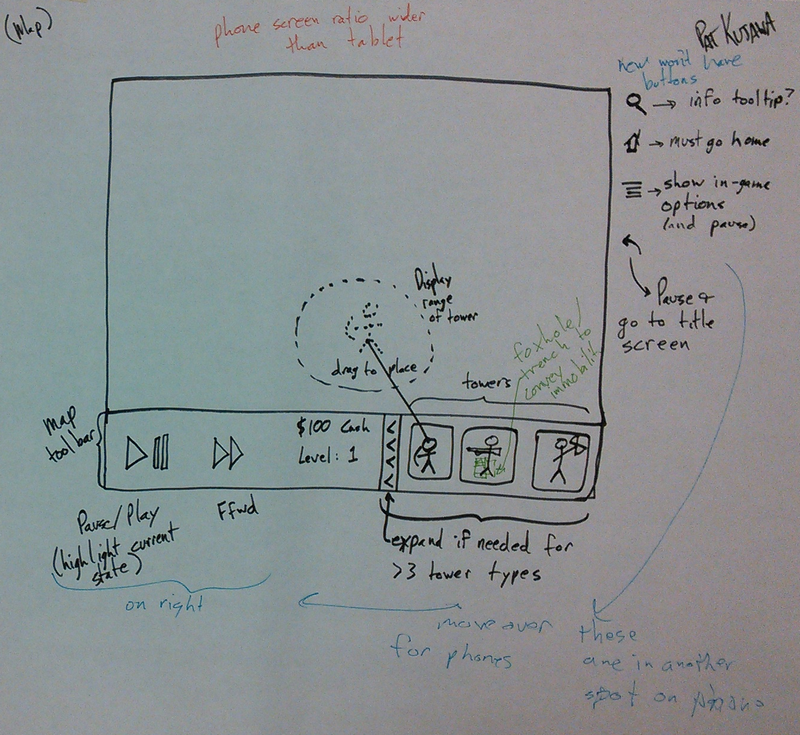 (Map)
phone screen ratio wider
than tablet
PAT KUJAWA
new won't have
buttons
→ info tooltip?
→ must go home
→ show in-game
options
(and pause)
Pause &
go to title
screen
Display
range
of tower
drag to place
foxhole/
trench to
convey
immobility
towers
map
toolbar
$100 Cash
Level: 1
<
<
<
<
Pause/Play
(highlight current
state)
Ffwd
expand if needed for
>3 tower types
on right
move over
for phones
these
are in another
spot on phone